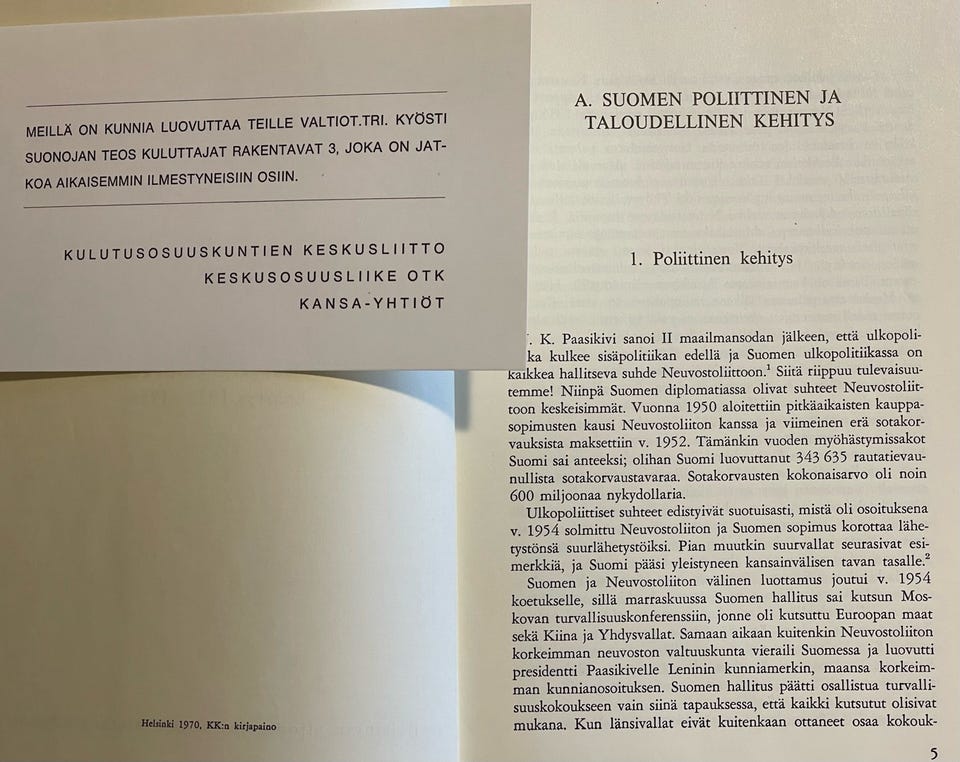 MEILLÄ ON KUNNIA LUOVUTTAA TEILLE VALTIOT.TRI. KYÖSTI
SUONOJAN TEOS KULUTTAJAT RAKENTAVAT 3, JOKA ON JAT-
KOA AIKAISEMMIN ILMESTYNEISIIN OSIIN.
KULUTUSOSUUSKUNTIEN KESKUSLIITTO
KESKUSOSUUSLIIKE OTK
KANSA-YHTIÖT
Helsinki 1970, KK:n kirjapaino
A. SUOMEN POLIITTINEN JA
TALOUDELLINEN KEHITYS
1. Poliittinen kehitys
K. Paasikivi sanoi II maailmansodan jälkeen, että ulkopoli-
ka kulkee sisäpolitiikan edellä ja Suomen ulkopolitiikassa on
kaikkea hallitseva suhde Neuvostoliittoon.¹ Siitä riippuu tulevaisuu-
temme! Niinpä Suomen diplomatiassa olivat suhteet Neuvostoliit-
toon keskeisimmät. Vuonna 1950 aloitettiin pitkäaikaisten kauppa-
sopimusten kausi Neuvostoliiton kanssa ja viimeinen erä sotakor-
vauksista maksettiin v. 1952. Tämänkin vuoden myöhästymissakot
Suomi sai anteeksi; olihan Suomi luovuttanut 343 635 rautatievau-
nullista sotakorvaustavaraa. Sotakorvausten kokonaisarvo oli noin
600 miljoonaa nykydollaria.
Ulkopoliittiset suhteet edistyivät suotuisasti, mistä oli osoituksena
v. 1954 solmittu Neuvostoliiton ja Suomen sopimus korottaa lähe-
tystönsä suurlähetystöiksi. Pian muutkin suurvallat seurasivat esi-
merkkiä, ja Suomi pääsi yleistyneen kansainvälisen tavan tasalle.²
Suomen ja Neuvostoliiton välinen luottamus joutui v. 1954
koetukselle, sillä marraskuussa Suomen hallitus sai kutsun Mos-
kovan turvallisuuskonferenssiin, jonne oli kutsuttu Euroopan maat
sekä Kiina ja Yhdysvallat. Samaan aikaan kuitenkin Neuvostoliiton
korkeimman neuvoston valtuuskunta vieraili Suomessa ja luovutti
presidentti Paasikivelle Leninin kunniamerkin, maansa korkeim-
man kunnianosoituksen. Suomen hallitus päätti osallistua turvalli-
suuskokoukseen vain siinä tapauksessa, että kaikki kutsutut olisivat
mukana. Kun länsivallat eivät kuitenkaan ottaneet osaa kokouk-
5